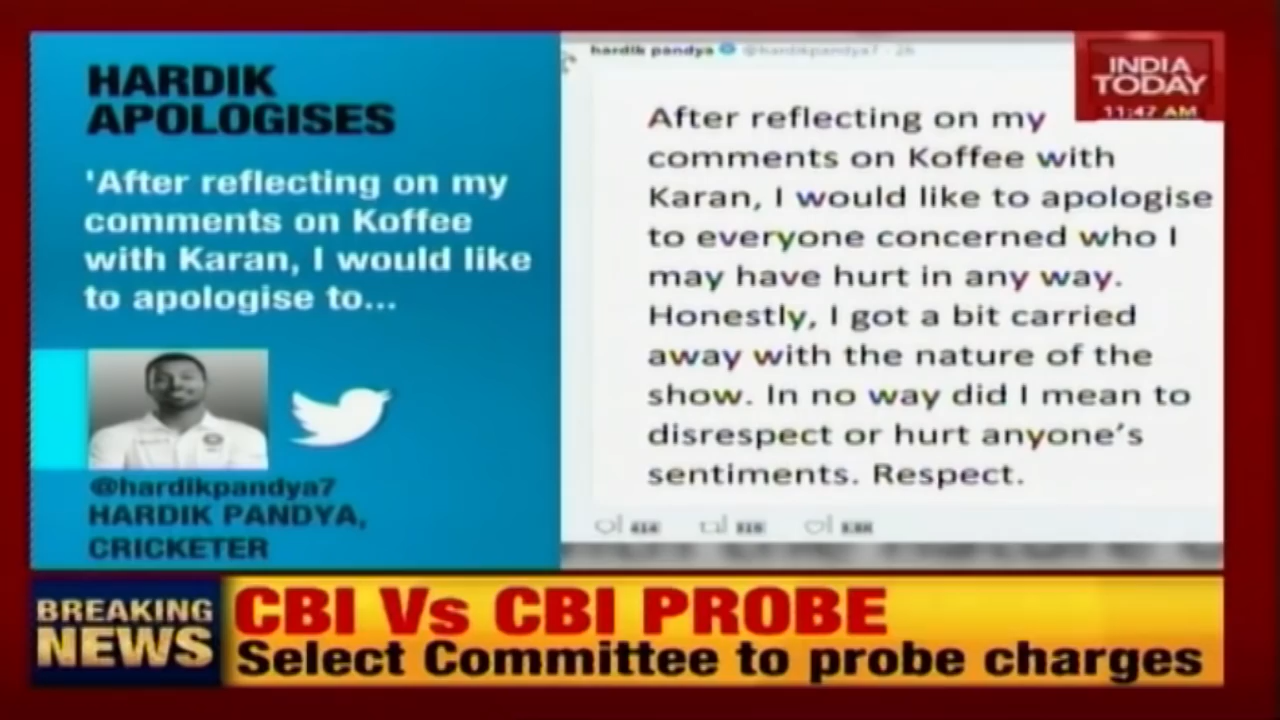 HARDIK
APOLOGISES
'After reflecting on my
comments on Koffee
with Karan, I would like
to apologise to...
@hardikpandya7
HARDIK PANDYA,
CRICKETER
hardik pandya @hardikpandya7 · 2h
After reflecting on my
comments on Koffee with
Karan, I would like to apologise
to everyone concerned who I
may have hurt in any way.
Honestly, I got a bit carried
away with the nature of the
show. In no way did I mean to
disrespect or hurt anyone's
sentiments. Respect.
INDIA
TODAY
11:47 AM
BREAKING
NEWS
CBI Vs CBI PROBE
Select Committee to probe charges